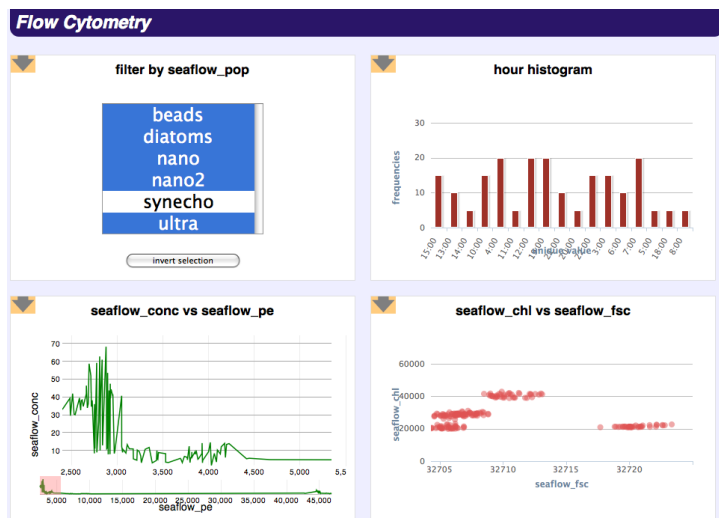 Flow Cytometry
filter by seaflow_pop
beads
diatoms
nano
nano2
synecho
ultra
invert selection
hour histogram
frequencies
30
20
10
0
15:00 13:00 14:00 10:00 4:00 11:00 12:00 19:00 20:00 22:00 3:00 6:00 7:00 5:00 18:00 8:00
unique value
seaflow_conc vs seaflow_pe
seaflow_conc
70
60
50
40
30
20
10
2,500 3,000 3,500 4,000 4,500 5,000 5,5
5,000 10,000 15,000 20,000 25,000 30,000 35,000 40,000 45,000
seaflow_pe
seaflow_chl vs seaflow_fsc
seaflow_chl
60000
40000
20000
0
32705 32710 32715 32720
seaflow_fsc